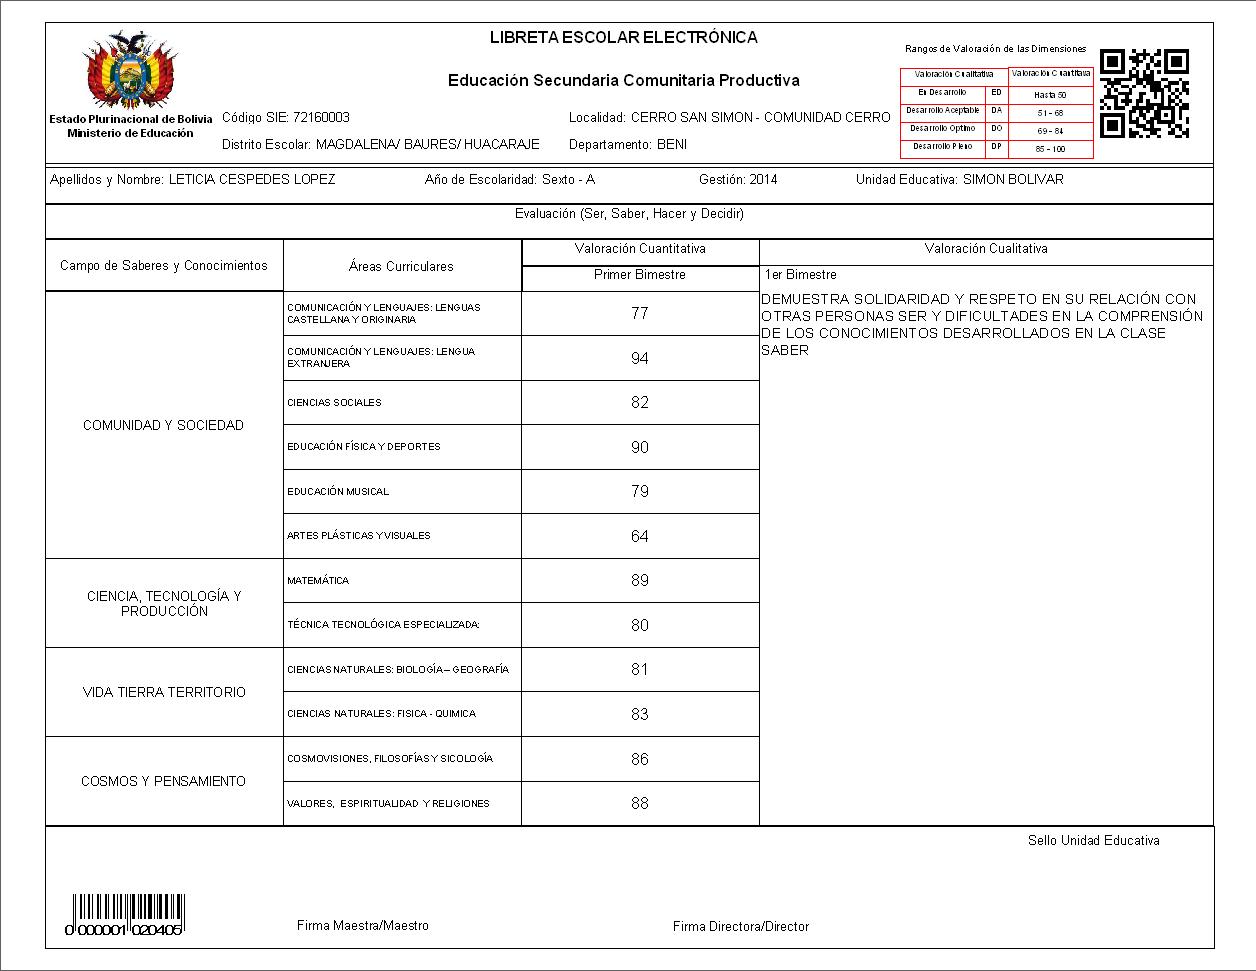 LIBRETA ESCOLAR ELECTRÓNICA
Educación Secundaria Comunitaria Productiva
Rangos de Valoración de las Dimensiones
Valoración Cualitativa Valoración Cuantitava
En Desarrollo ED Hasta 50
Desarrollo Aceptable DA 51 - 68
Desarrollo Optimo DO 69 - 84
Desarrollo Pleno DP 85 - 100
Estado Plurinacional de Bolivia
Ministerio de Educación
Código SIE: 72160003
Localidad: CERRO SAN SIMON - COMUNIDAD CERRO
Distrito Escolar: MAGDALENA/ BAURES/ HUACARAJE
Departamento: BENI
Apellidos y Nombre: LETICIA CESPEDES LOPEZ Año de Escolaridad: Sexto - A Gestión: 2014 Unidad Educativa: SIMON BOLIVAR
Evaluación (Ser, Saber, Hacer y Decidir)
Campo de Saberes y Conocimientos
Áreas Curriculares
Valoración Cuantitativa
Valoración Cualitativa
Primer Bimestre
1er Bimestre
DEMUESTRA SOLIDARIDAD Y RESPETO EN SU RELACIÓN CON
OTRAS PERSONAS SER Y DIFICULTADES EN LA COMPRENSIÓN
DE LOS CONOCIMIENTOS DESARROLLADOS EN LA CLASE
SABER
COMUNIDAD Y SOCIEDAD
COMUNICACIÓN Y LENGUAJES: LENGUAS
CASTELLANA Y ORIGINARIA
77
COMUNICACIÓN Y LENGUAJES: LENGUA
EXTRANJERA
94
CIENCIAS SOCIALES 82
EDUCACIÓN FÍSICA Y DEPORTES 90
EDUCACIÓN MUSICAL 79
ARTES PLÁSTICAS Y VISUALES 64
CIENCIA, TECNOLOGÍA Y
PRODUCCIÓN
MATEMÁTICA 89
TÉCNICA TECNOLÓGICA ESPECIALIZADA: 80
VIDA TIERRA TERRITORIO
CIENCIAS NATURALES: BIOLOGÍA – GEOGRAFÍA 81
CIENCIAS NATURALES: FISICA - QUIMICA 83
COSMOS Y PENSAMIENTO
COSMOVISIONES, FILOSOFÍAS Y SICOLOGÍA 86
VALORES, ESPIRITUALIDAD Y RELIGIONES 88
Sello Unidad Educativa
0 000001 020405
Firma Maestra/Maestro
Firma Directora/Director